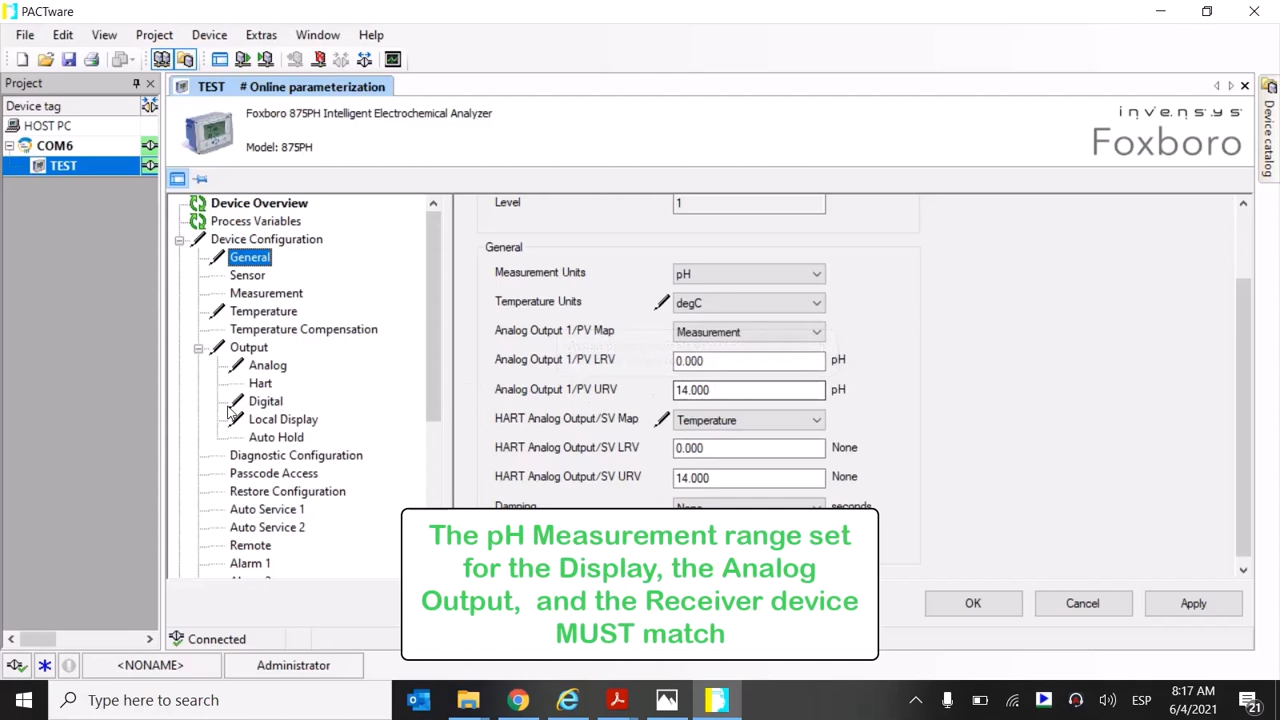 PACTware
File Edit View Project Device Extras Window Help
Project
TEST # Online parameterization
Device tag
HOST PC
COM6
TEST
Foxboro 875PH Intelligent Electrochemical Analyzer
Model: 875PH
invensys
Foxboro
Device catalog
Device Overview
Process Variables
Device Configuration
General
Sensor
Measurement
Temperature
Temperature Compensation
Output
Analog
Hart
Digital
Local Display
Auto Hold
Diagnostic Configuration
Passcode Access
Restore Configuration
Auto Service 1
Auto Service 2
Remote
Alarm 1
Level 1
General
Measurement Units pH
Temperature Units degC
Analog Output 1/PV Map Measurement
Analog Output 1/PV LRV 0.000 pH
Analog Output 1/PV URV 14.000 pH
HART Analog Output/SV Map Temperature
HART Analog Output/SV LRV 0.000 None
HART Analog Output/SV URV 14.000 None
Damping None seconds
The pH Measurement range set
for the Display, the Analog
Output, and the Receiver device
MUST match
OK Cancel Apply
Connected
<NONAME> Administrator
Type here to search
ESP
8:17 AM
6/4/2021
21